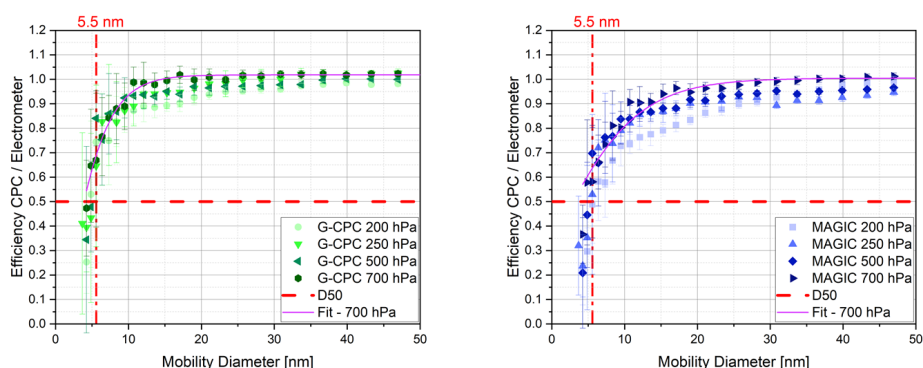 5.5 nm
1.2
1.1
1.0
0.9
0.8
0.7
0.6
0.5
0.4
0.3
0.2
0.1
0.0
Efficiency CPC / Electrometer
G-CPC 200 hPa
G-CPC 250 hPa
G-CPC 500 hPa
G-CPC 700 hPa
D50
Fit - 700 hPa
0 10 20 30 40 50
Mobility Diameter [nm]
5.5 nm
1.2
1.1
1.0
0.9
0.8
0.7
0.6
0.5
0.4
0.3
0.2
0.1
0.0
Efficiency CPC / Electrometer
MAGIC 200 hPa
MAGIC 250 hPa
MAGIC 500 hPa
MAGIC 700 hPa
D50
Fit - 700 hPa
0 10 20 30 40 50
Mobility Diameter [nm]